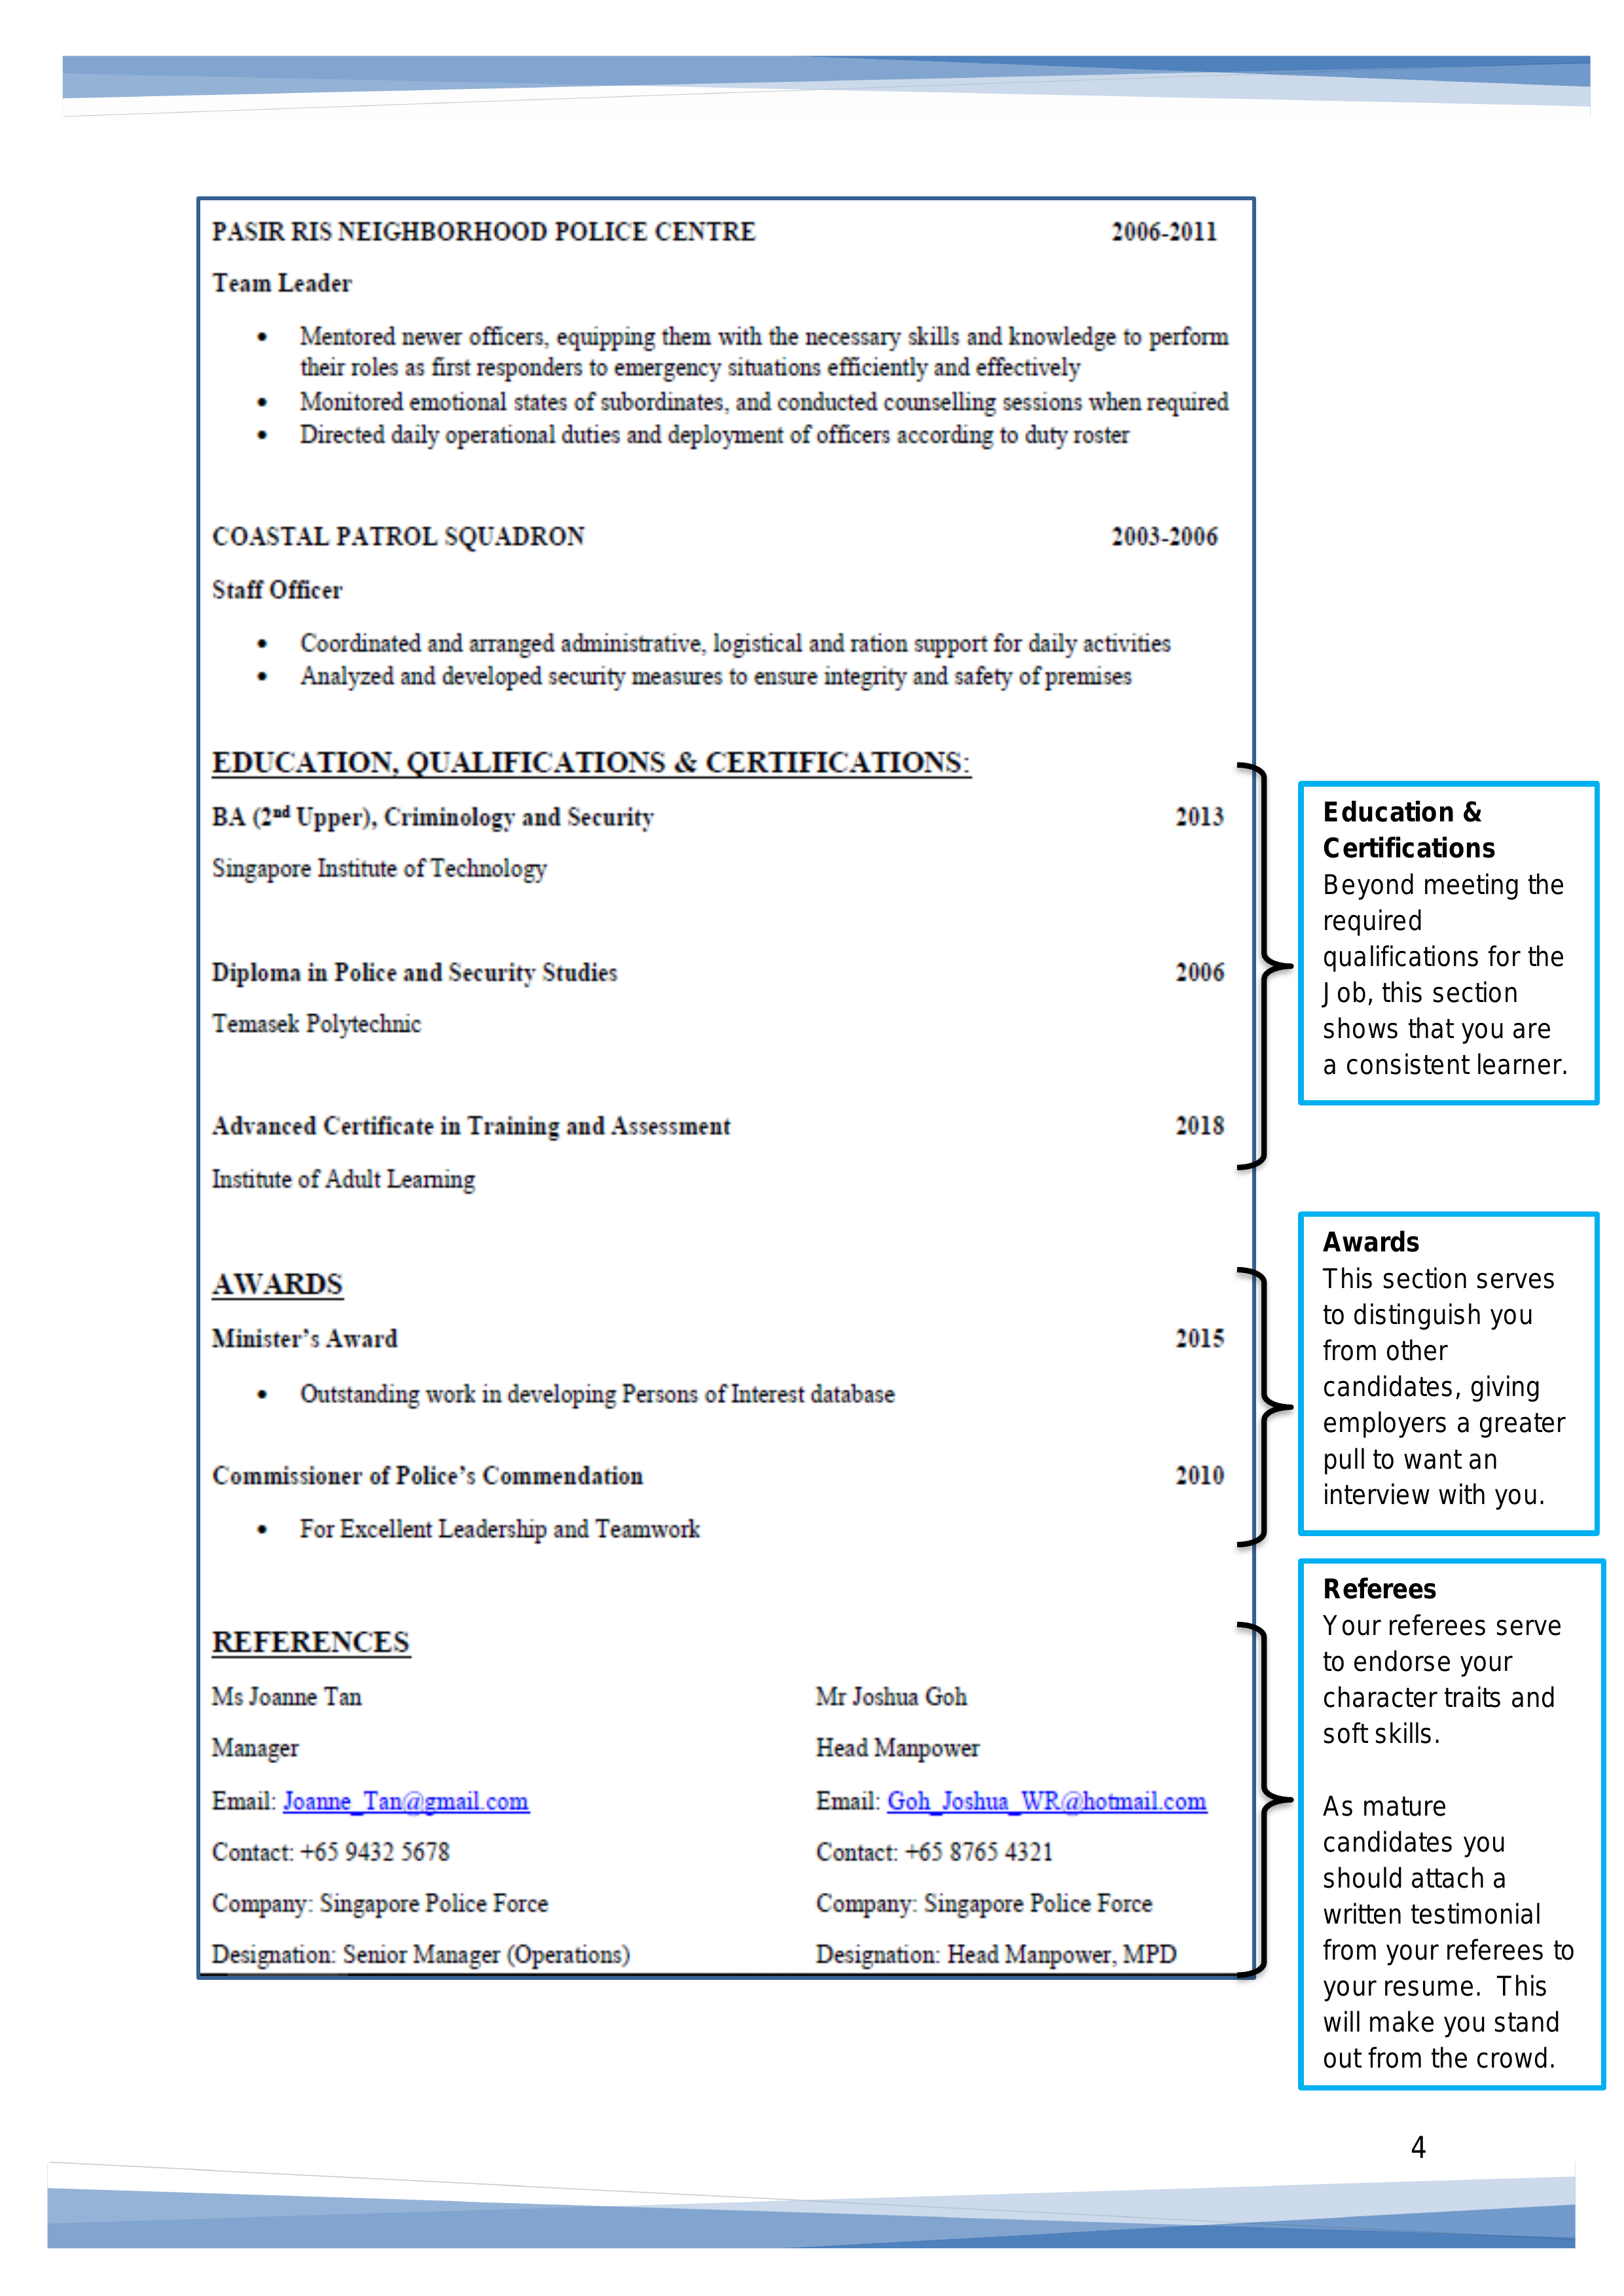 PASIR RIS NEIGHBORHOOD POLICE CENTRE 2006-2011
Team Leader
• Mentored newer officers, equipping them with the necessary skills and knowledge to perform
their roles as first responders to emergency situations efficiently and effectively
• Monitored emotional states of subordinates, and conducted counselling sessions when required
• Directed daily operational duties and deployment of officers according to duty roster
COASTAL PATROL SQUADRON 2003-2006
Staff Officer
• Coordinated and arranged administrative, logistical and ration support for daily activities
• Analyzed and developed security measures to ensure integrity and safety of premises
EDUCATION, QUALIFICATIONS & CERTIFICATIONS:
BA (2nd Upper), Criminology and Security 2013
Singapore Institute of Technology
Diploma in Police and Security Studies 2006
Temasek Polytechnic
Advanced Certificate in Training and Assessment 2018
Institute of Adult Learning
Education &
Certifications
Beyond meeting the
required
qualifications for the
Job, this section
shows that you are
a consistent learner.
AWARDS
Minister's Award 2015
• Outstanding work in developing Persons of Interest database
Commissioner of Police's Commendation 2010
• For Excellent Leadership and Teamwork
Awards
This section serves
to distinguish you
from other
candidates, giving
employers a greater
pull to want an
interview with you.
REFERENCES
Ms Joanne Tan Mr Joshua Goh
Manager Head Manpower
Email: Joanne_Tan@gmail.com Email: Goh_Joshua_WR@hotmail.com
Contact: +65 9432 5678 Contact: +65 8765 4321
Company: Singapore Police Force Company: Singapore Police Force
Designation: Senior Manager (Operations) Designation: Head Manpower, MPD
Referees
Your referees serve
to endorse your
character traits and
soft skills.
As mature
candidates you
should attach a
written testimonial
from your referees to
your resume. This
will make you stand
out from the crowd.
4